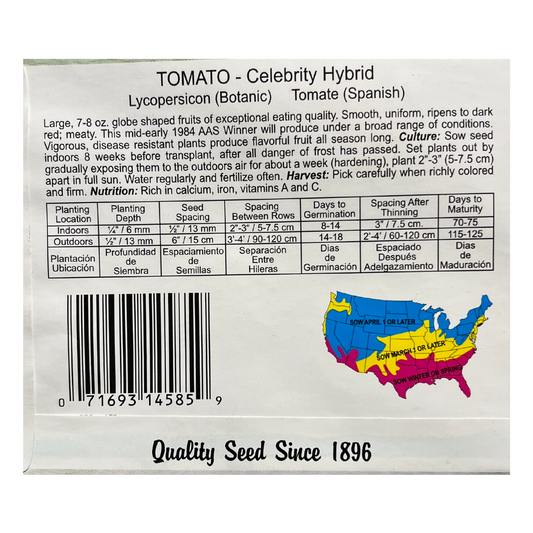 TOMATO - Celebrity Hybrid
Lycopersicon (Botanic) Tomate (Spanish)
Large, 7-8 oz. globe shaped fruits of exceptional eating quality. Smooth, uniform, ripens to dark
red; meaty. This mid-early 1984 AAS Winner will produce under a broad range of conditions.
Vigorous, disease resistant plants produce flavorful fruit all season long. Culture: Sow seed
indoors 8 weeks before transplant, after all danger of frost has passed. Set plants out by
gradually exposing them to the outdoors air for about a week (hardening), plant 2"-3" (5-7.5 cm)
apart in full sun. Water regularly and fertilize often. Harvest: Pick carefully when richly colored
and firm. Nutrition: Rich in calcium, iron, vitamins A and C.
Planting Location Planting Depth Seed Spacing Spacing Between Rows Days to Germination Spacing After Thinning Days to Maturity
Indoors ¼" / 6 mm ½" / 13 mm 2"-3" / 5-7.5 cm 8-14 3" / 7.5 cm. 70-75
Outdoors ½" / 13 mm 6" / 15 cm 3'-4' / 90-120 cm 14-18 2'-4' / 60-120 cm 115-125
Plantación Ubicación Profundidad de Siembra Espaciamiento de Semillas Separación Entre Hileras Dias de Germinación Espaciado Después Adelgazamiento Dias de Maduración
SOW APRIL 1 OR LATER
SOW MARCH 1 OR LATER
SOW WINTER OR SPRING
0 71693 14585 9
Quality Seed Since 1896